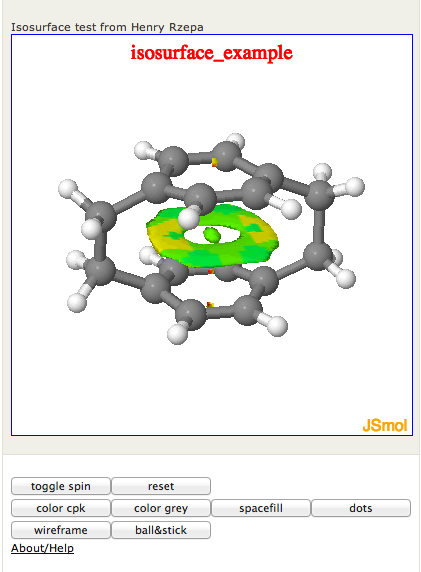 Isosurface test from Henry Rzepa
isosurface_example
JSmol
toggle spin reset
color cpk color grey spacefill dots
wireframe ball&stick
About/Help